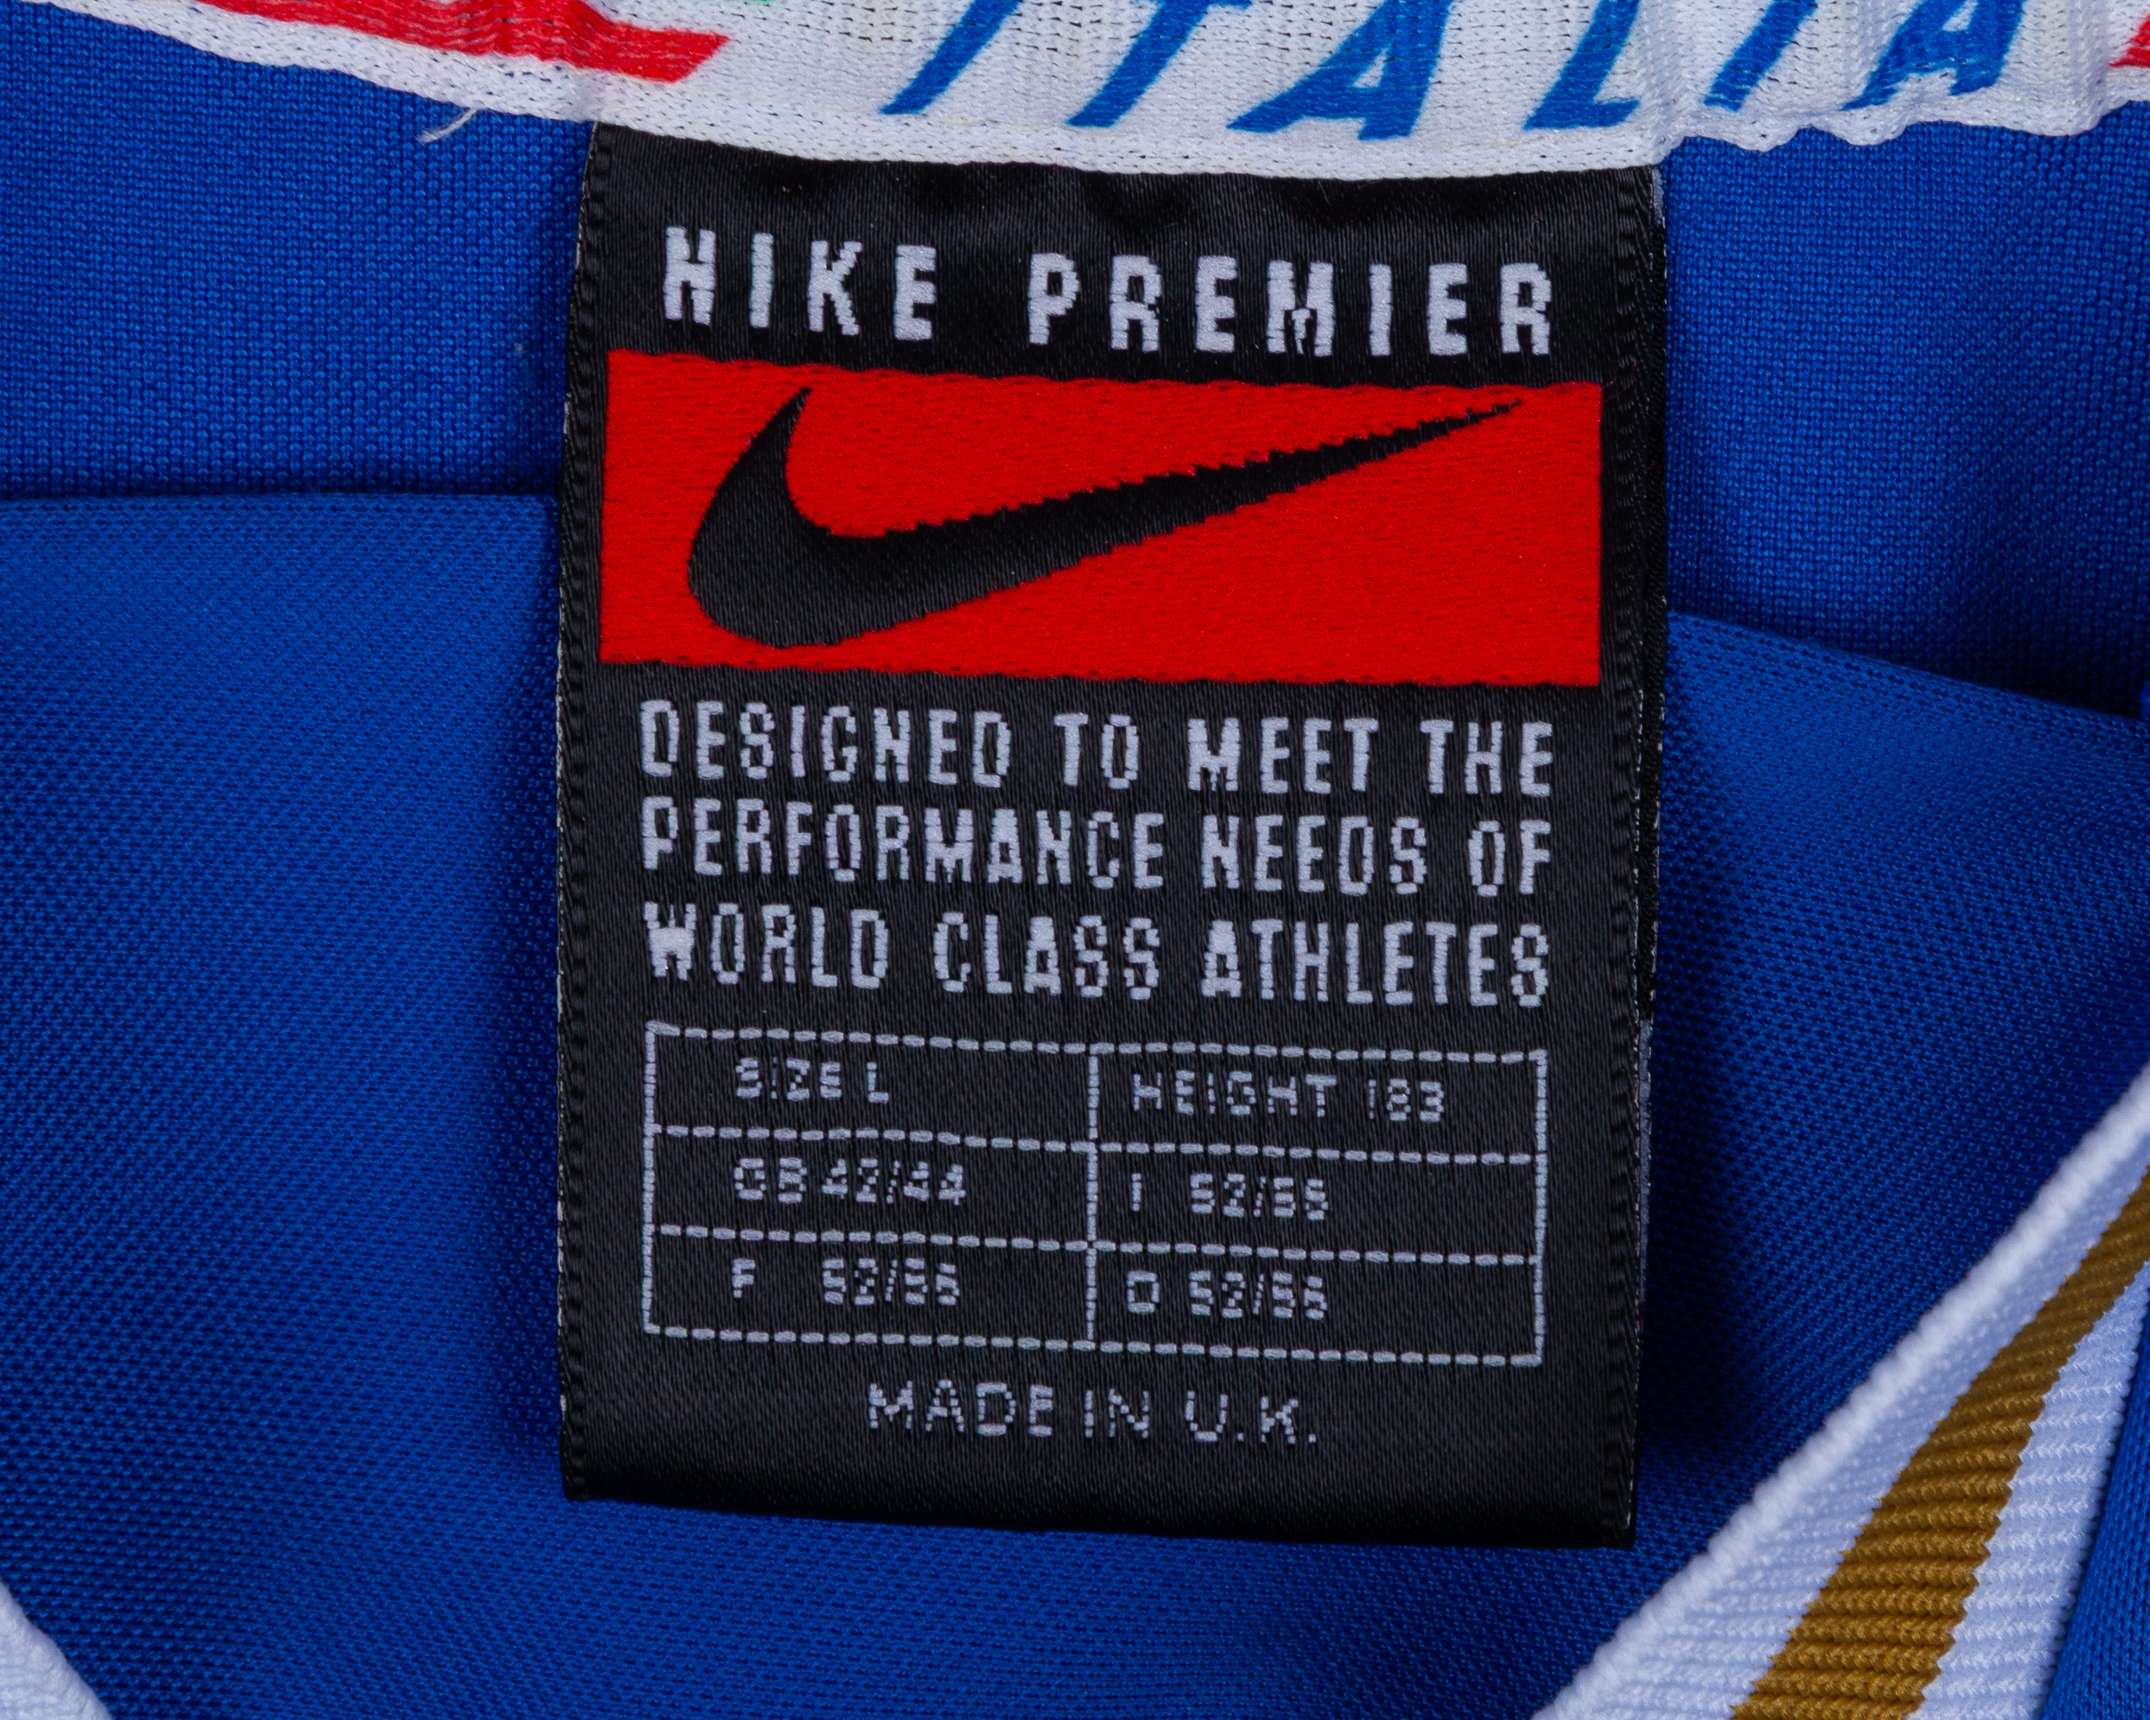 ITALIA
NIKE PREMIER
DESIGNED TO MEET THE
PERFORMANCE NEEDS OF
WORLD CLASS ATHLETES
SIZE L HEIGHT 183
GB 42/44 I 52/56
F 52/56 D 52/56
MADE IN U.K.